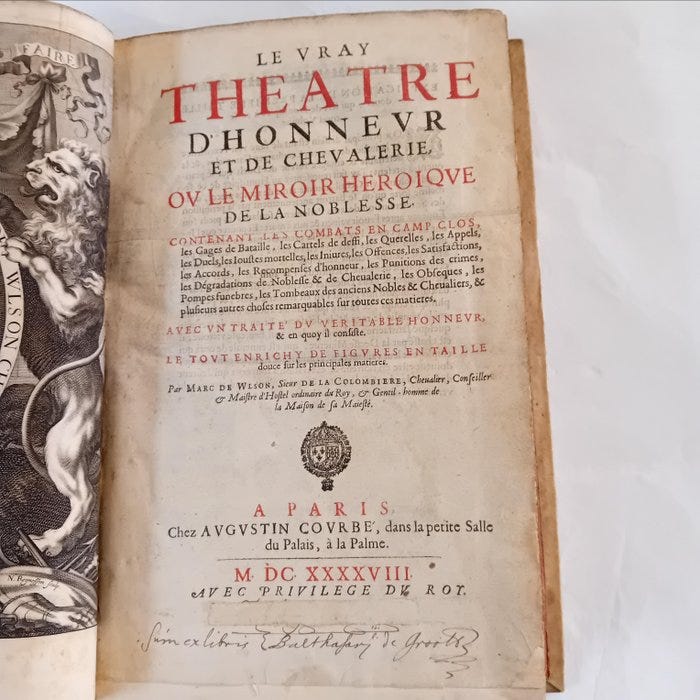 FAIRE
WLSON
N. Regnesson sculp
LE VRAY
THEATRE
D'HONNEVR
ET DE CHEVALERIE,
OV LE MIROIR HEROIQVE
DE LA NOBLESSE.
CONTENANT LES COMBATS EN CAMP CLOS,
les Gages de Bataille, les Cartels de deffi, les Querelles, les Appels,
les Duels, les Ioustes mortelles, les Iniures, les Offences, les Satisfactions,
les Accords, les Recompenses d'honneur, les Punitions des crimes,
les Dégradations de Noblesse & de Cheualerie, les Obseques, les
Pompes funebres, les Tombeaux des anciens Nobles & Cheualiers, &
plusieurs autres choses remarquables sur toutes ces matieres.
AVEC VN TRAITE' DV VERITABLE HONNEVR,
& en quoy il consiste.
LE TOVT ENRICHY DE FIGVRES EN TAILLE
douce sur les principales matieres.
Par MARC DE WLSON, Sieur DE LA COLOMBIERE, Cheualier, Conseiller
& Maistre d'Hostel ordinaire du Roy, & Gentil-homme de
la Maison de sa Maiesté.
A PARIS,
Chez AVGVSTIN COVRBE', dans la petite Salle
du Palais, à la Palme.
M. DC. XXXXVIII.
AVEC PRIVILEGE DV ROY.
Sum ex libris Balthasarij de Groote